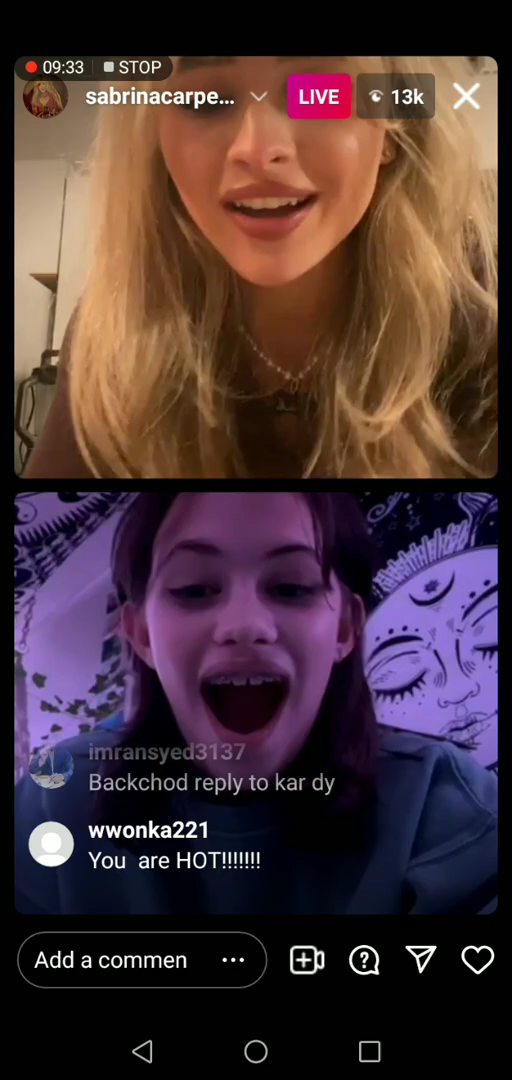 09:33 STOP
sabrinacarpe... LIVE 13k
imransyed3137
Backchod reply to kar dy
wwonka221
You are HOT!!!!!!!
Add a commen